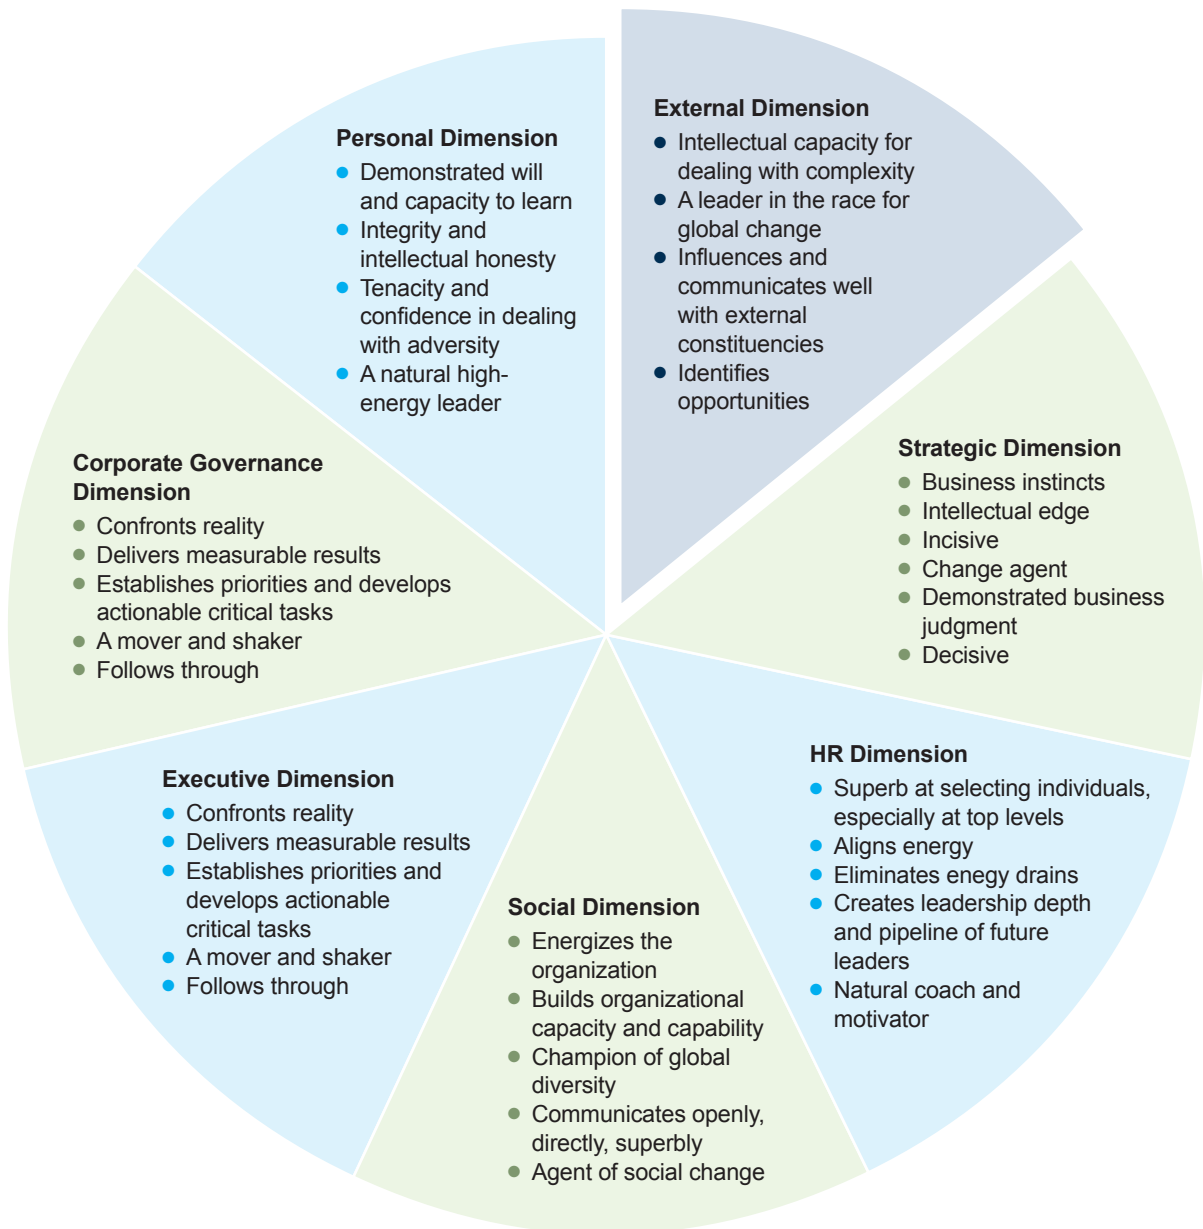 External Dimension
● Intellectual capacity for
dealing with complexity
● A leader in the race for
global change
● Influences and
communicates well
with external
constituencies
● Identifies
opportunities
Strategic Dimension
● Business instincts
● Intellectual edge
● Incisive
● Change agent
● Demonstrated business
judgment
● Decisive
HR Dimension
● Superb at selecting individuals,
especially at top levels
● Aligns energy
● Eliminates enegy drains
● Creates leadership depth
and pipeline of future
leaders
● Natural coach and
motivator
Social Dimension
● Energizes the
organization
● Builds organizational
capacity and capability
● Champion of global
diversity
● Communicates openly,
directly, superbly
● Agent of social change
Executive Dimension
● Confronts reality
● Delivers measurable results
● Establishes priorities and
develops actionable
critical tasks
● A mover and shaker
● Follows through
Corporate Governance
Dimension
● Confronts reality
● Delivers measurable results
● Establishes priorities and develops
actionable critical tasks
● A mover and shaker
● Follows through
Personal Dimension
● Demonstrated will
and capacity to learn
● Integrity and
intellectual honesty
● Tenacity and
confidence in dealing
with adversity
● A natural high-
energy leader